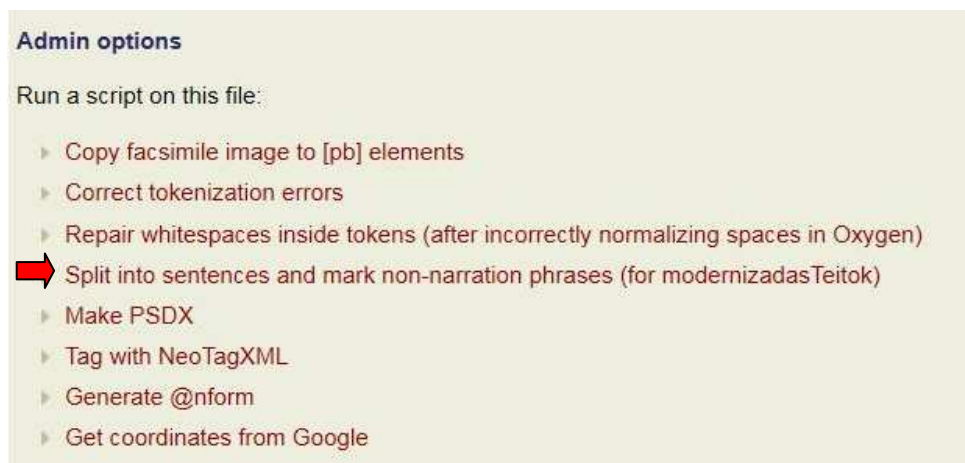 Admin options
Run a script on this file:
Copy facsimile image to [pb] elements
Correct tokenization errors
Repair whitespaces inside tokens (after incorrectly normalizing spaces in Oxygen)
Split into sentences and mark non-narration phrases (for modernizadasTeitok)
Make PSDX
Tag with NeoTagXML
Generate @nform
Get coordinates from Google